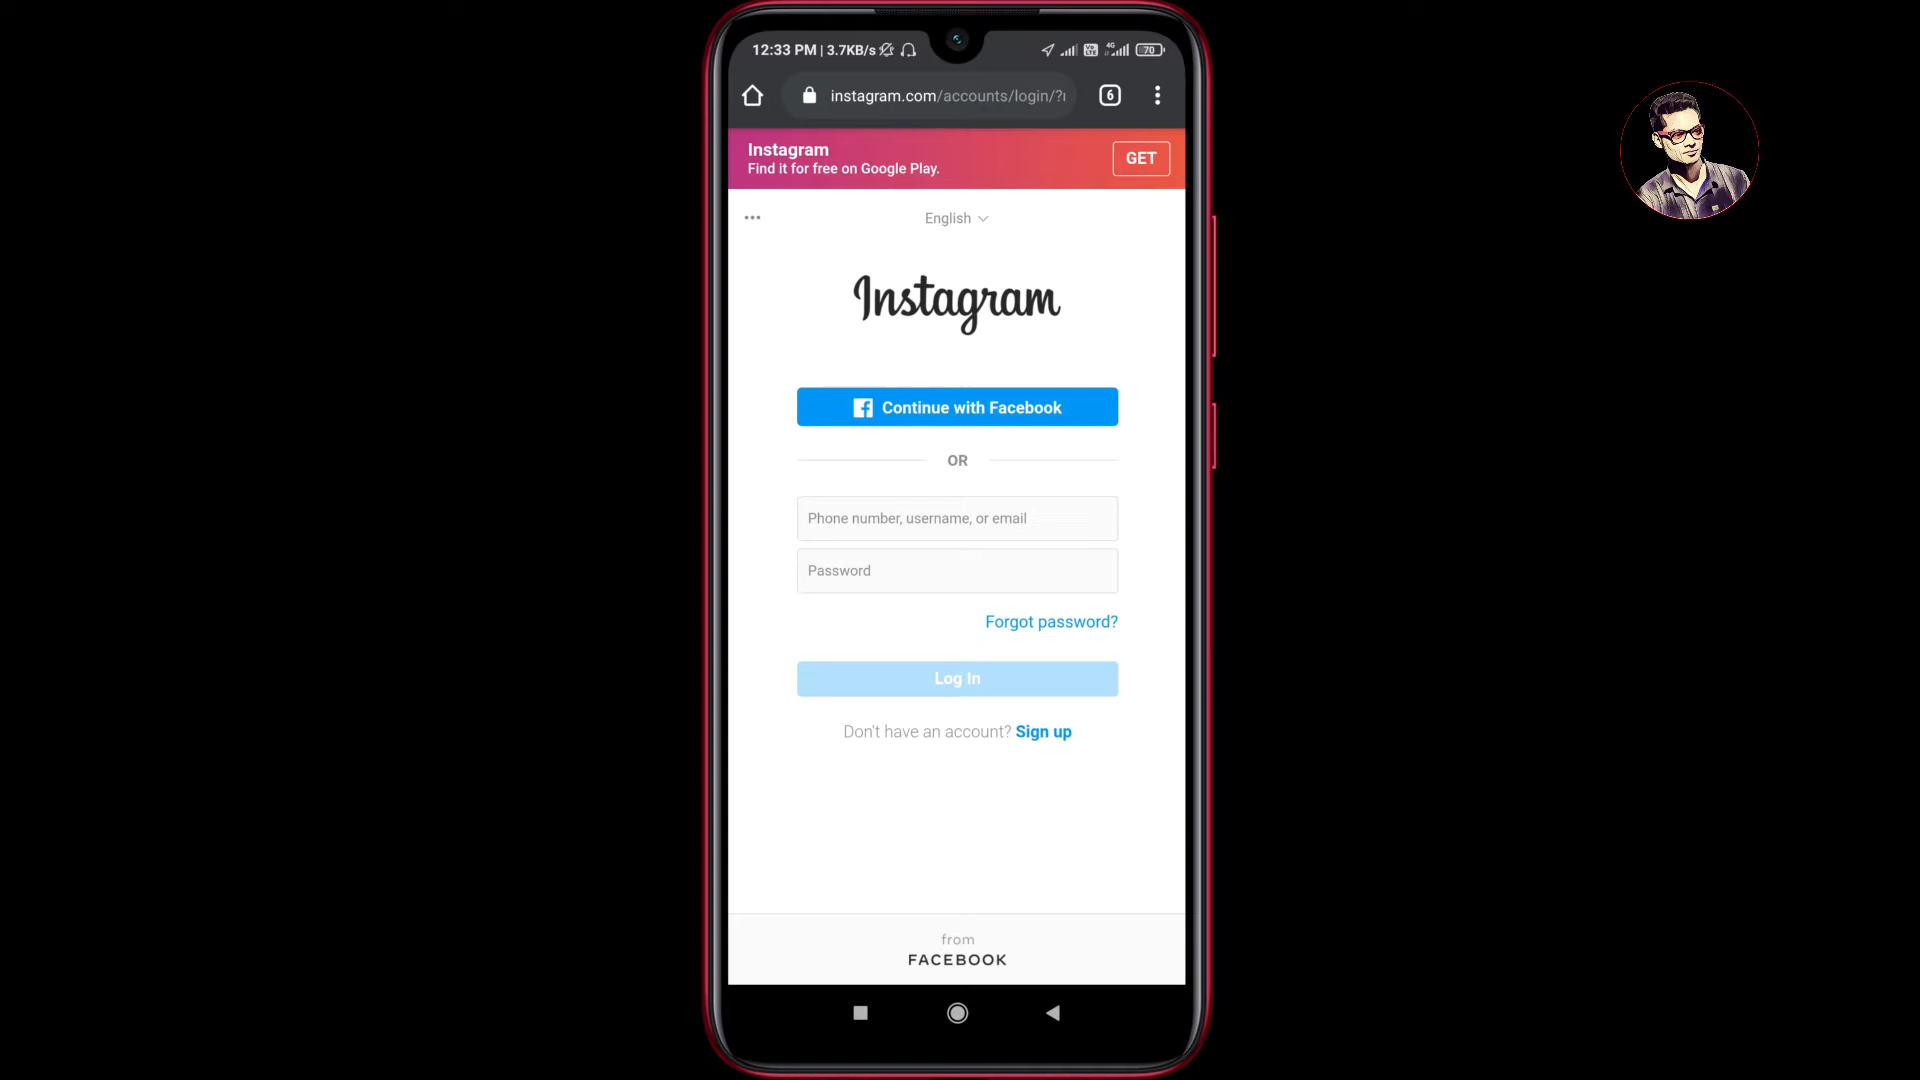 12:33 PM | 3.7KB/s 4G 70
instagram.com/accounts/login/?
6
Instagram
Find it for free on Google Play.
GET
English
Instagram
Continue with Facebook
OR
Phone number, username, or email
Password
Forgot password?
Log In
Don't have an account? Sign up
from
FACEBOOK